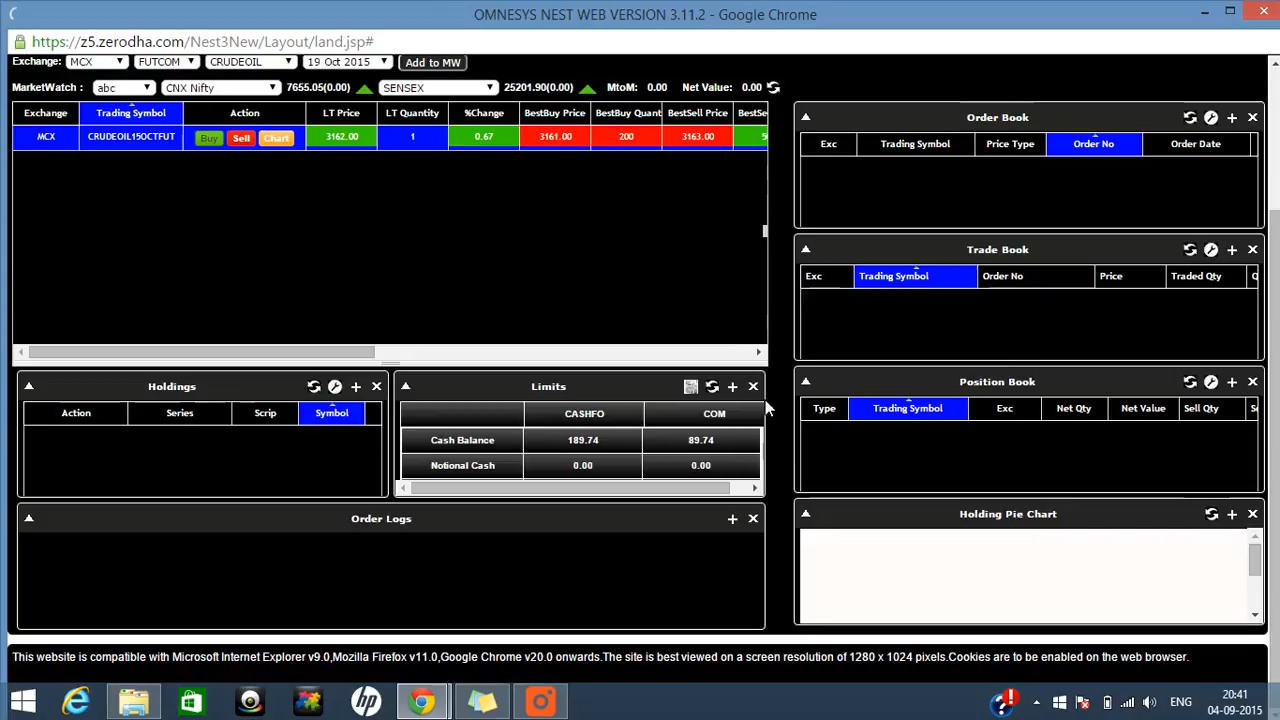 OMNESYS NEST WEB VERSION 3.11.2 - Google Chrome
https://z5.zerodha.com/Nest3New/Layout/land.jsp#
Exchange: MCX FUTCOM CRUDEOIL 19 Oct 2015 Add to MW
MarketWatch: abc CNX Nifty 7655.05(0.00) SENSEX 25201.90(0.00) MtoM: 0.00 Net Value: 0.00
Exchange Trading Symbol Action LT Price LT Quantity %Change BestBuy Price BestBuy Quant BestSell Price BestSe
MCX CRUDEOIL15OCTFUT Buy Sell Chart 3162.00 1 0.67 3161.00 200 3163.00 5
Order Book
Exc Trading Symbol Price Type Order No Order Date
Trade Book
Exc Trading Symbol Order No Price Traded Qty
Holdings
Action Series Scrip Symbol
Limits
CASHFO COM
Cash Balance 189.74 89.74
Notional Cash 0.00 0.00
Position Book
Type Trading Symbol Exc Net Qty Net Value Sell Qty
Order Logs
Holding Pie Chart
This website is compatible with Microsoft Internet Explorer v9.0,Mozilla Firefox v11.0,Google Chrome v20.0 onwards.The site is best viewed on a screen resolution of 1280 x 1024 pixels.Cookies are to be enabled on the web browser.
ENG
20:41
04-09-2015